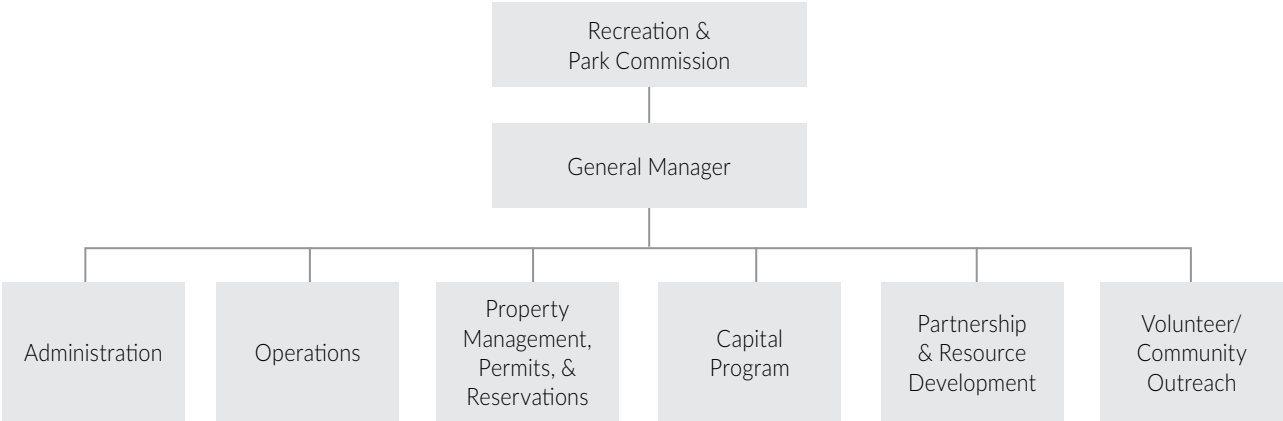 Recreation &
Park Commission
General Manager
Administration
Operations
Property
Management,
Permits, &
Reservations
Capital
Program
Partnership
& Resource
Development
Volunteer/
Community
Outreach